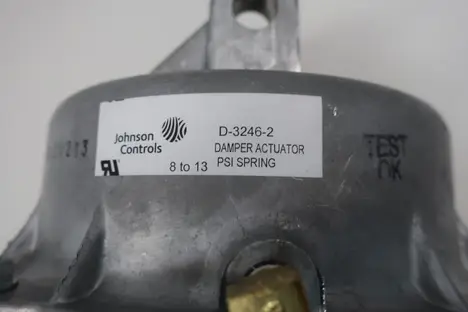 Johnson
Controls
D-3246-2
DAMPER ACTUATOR
8 to 13 PSI SPRING
TEST
OK